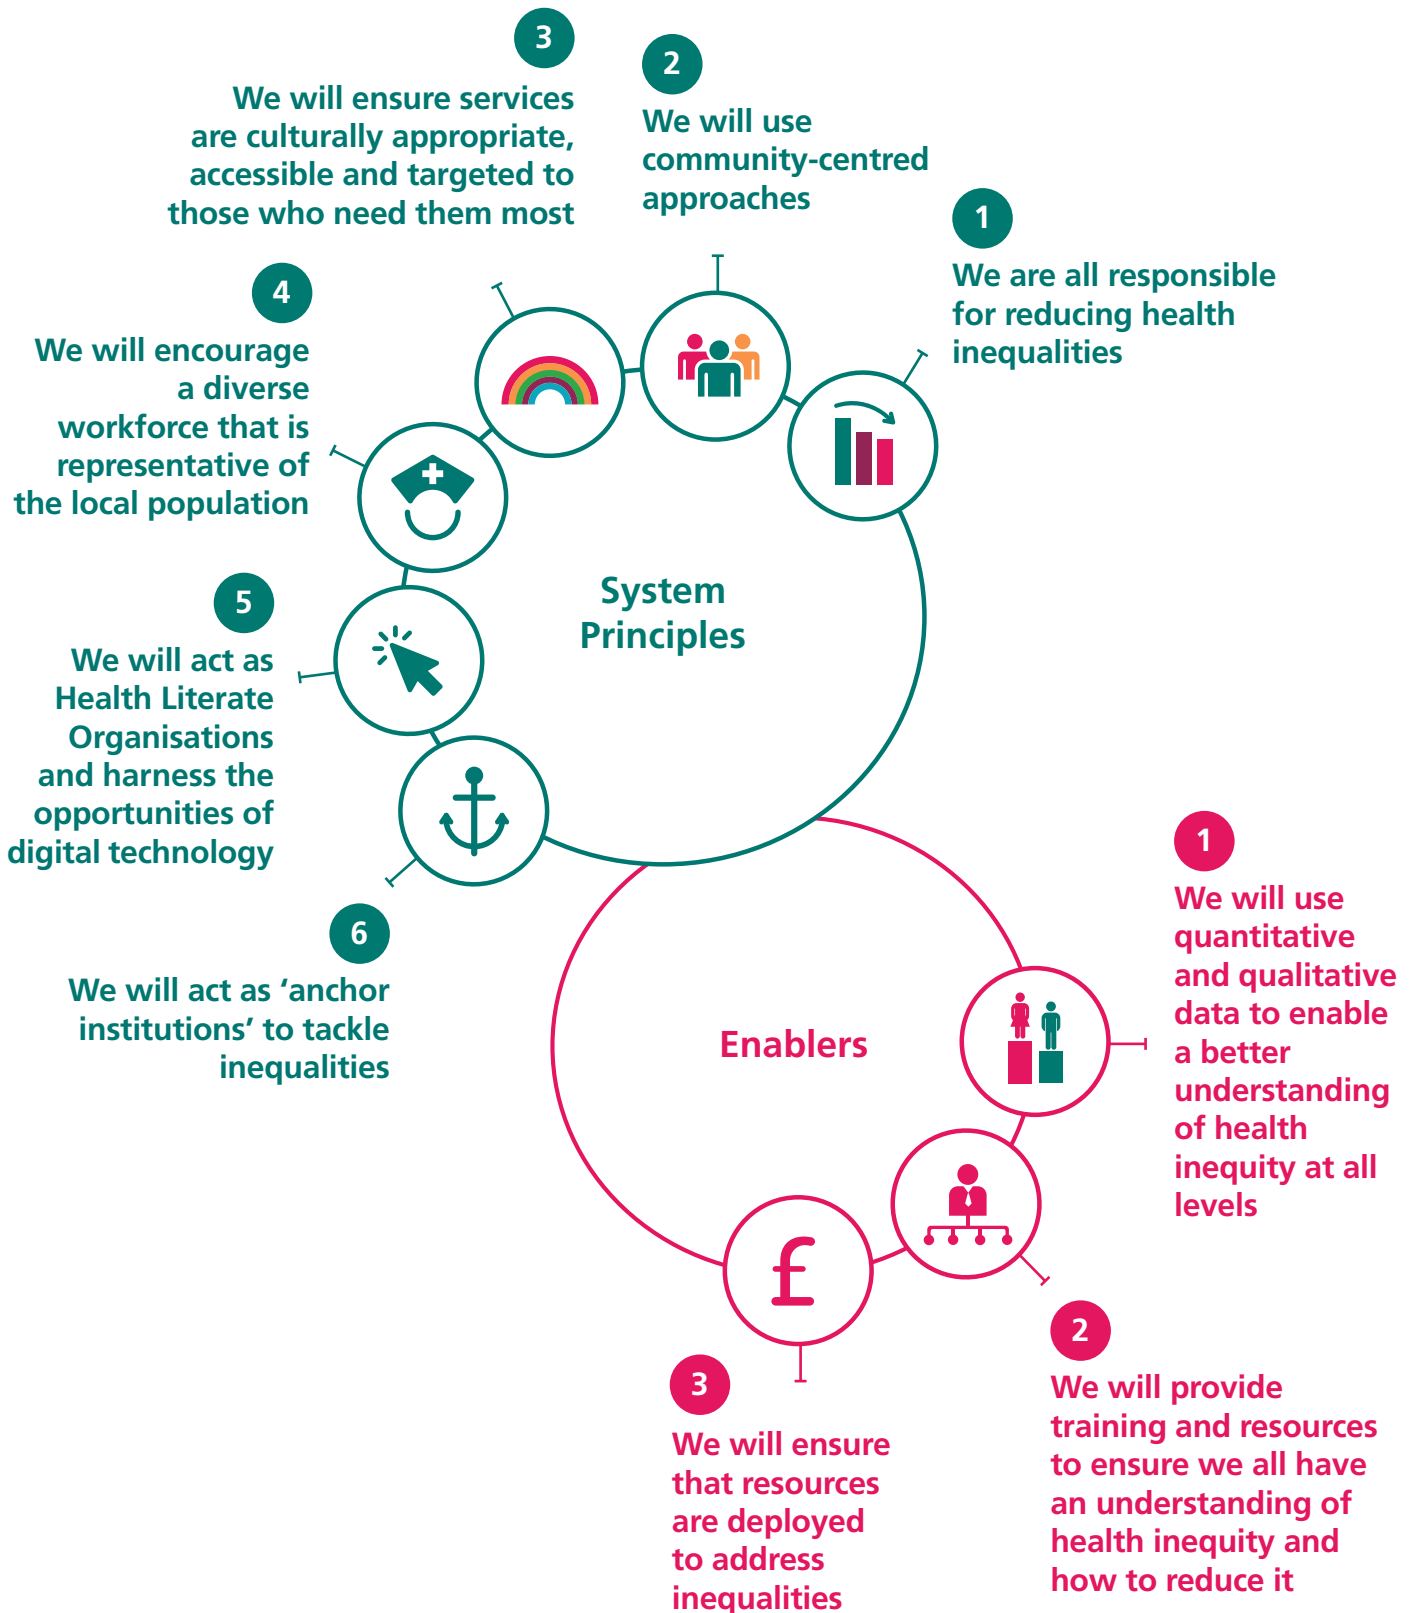 1
We are all responsible
for reducing health
inequalities
2
We will use
community-centred
approaches
3
We will ensure services
are culturally appropriate,
accessible and targeted to
those who need them most
4
We will encourage
a diverse
workforce that is
representative of
the local population
5
We will act as
Health Literate
Organisations
and harness the
opportunities of
digital technology
6
We will act as ‘anchor
institutions’ to tackle
inequalities
System
Principles
Enablers
1
We will use
quantitative
and qualitative
data to enable
a better
understanding
of health
inequity at all
levels
2
We will provide
training and resources
to ensure we all have
an understanding of
health inequity and
how to reduce it
£
3
We will ensure
that resources
are deployed
to address
inequalities